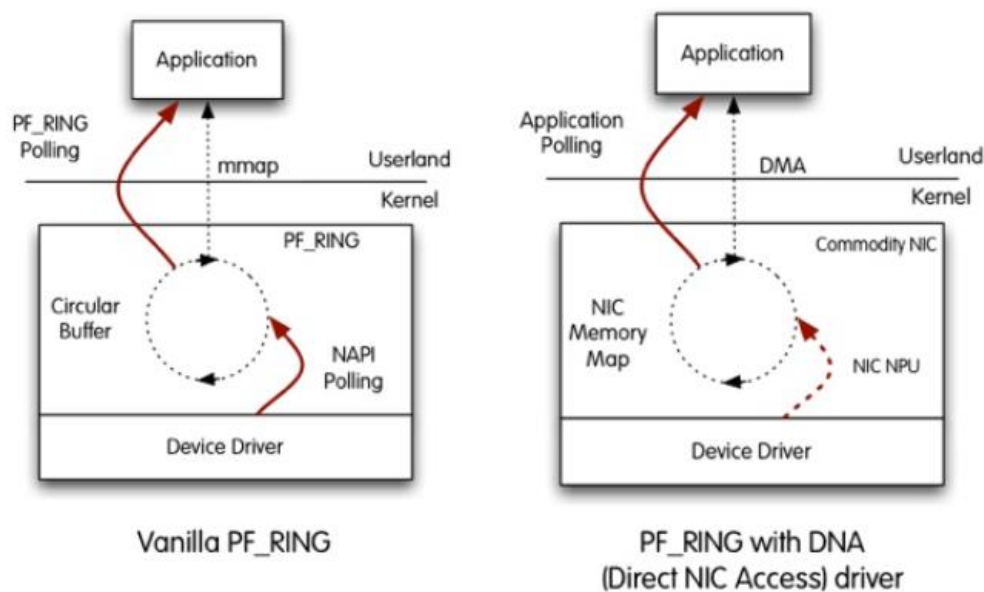 Application
PF_RING
Polling
mmap
Userland
Kernel
PF_RING
Circular
Buffer
NAPI
Polling
Device Driver
Vanilla PF_RING
Application
Application
Polling
DMA
Userland
Kernel
Commodity NIC
NIC
Memory
Map
NIC NPU
Device Driver
PF_RING with DNA
(Direct NIC Access) driver